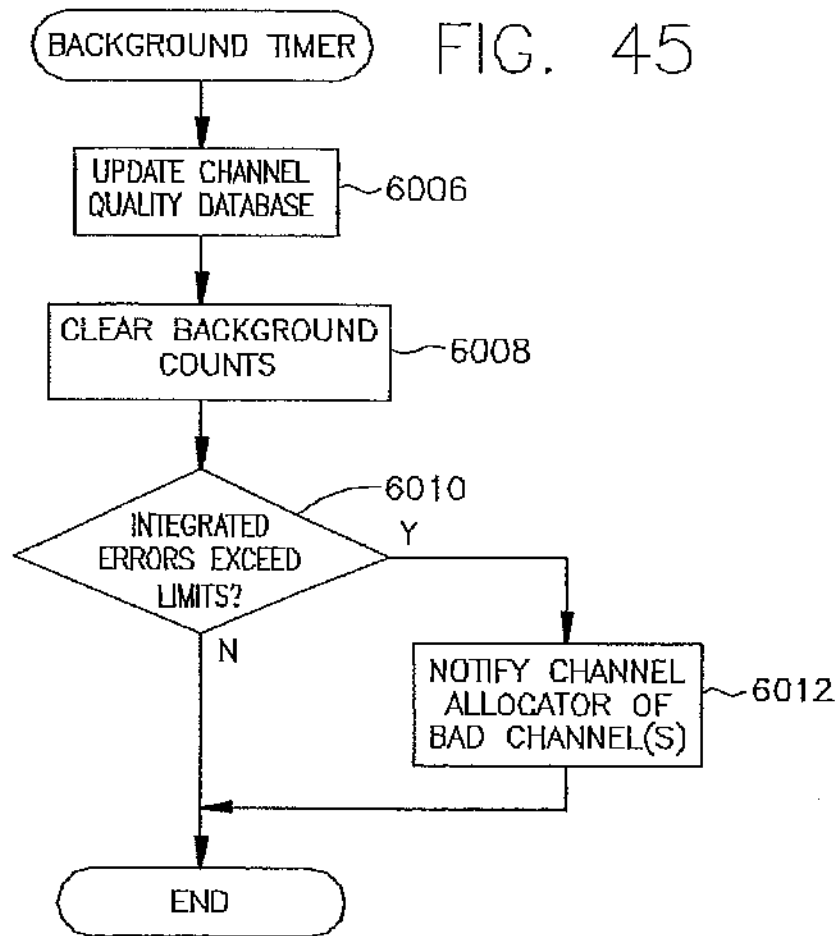 BACKGROUND TIMER
FIG. 45
UPDATE CHANNEL
QUALITY DATABASE
6006
CLEAR BACKGROUND
COUNTS
6008
6010
INTEGRATED
ERRORS EXCEED
LIMITS?
Y
N
NOTIFY CHANNEL
ALLOCATOR OF
BAD CHANNEL(S)
6012
END